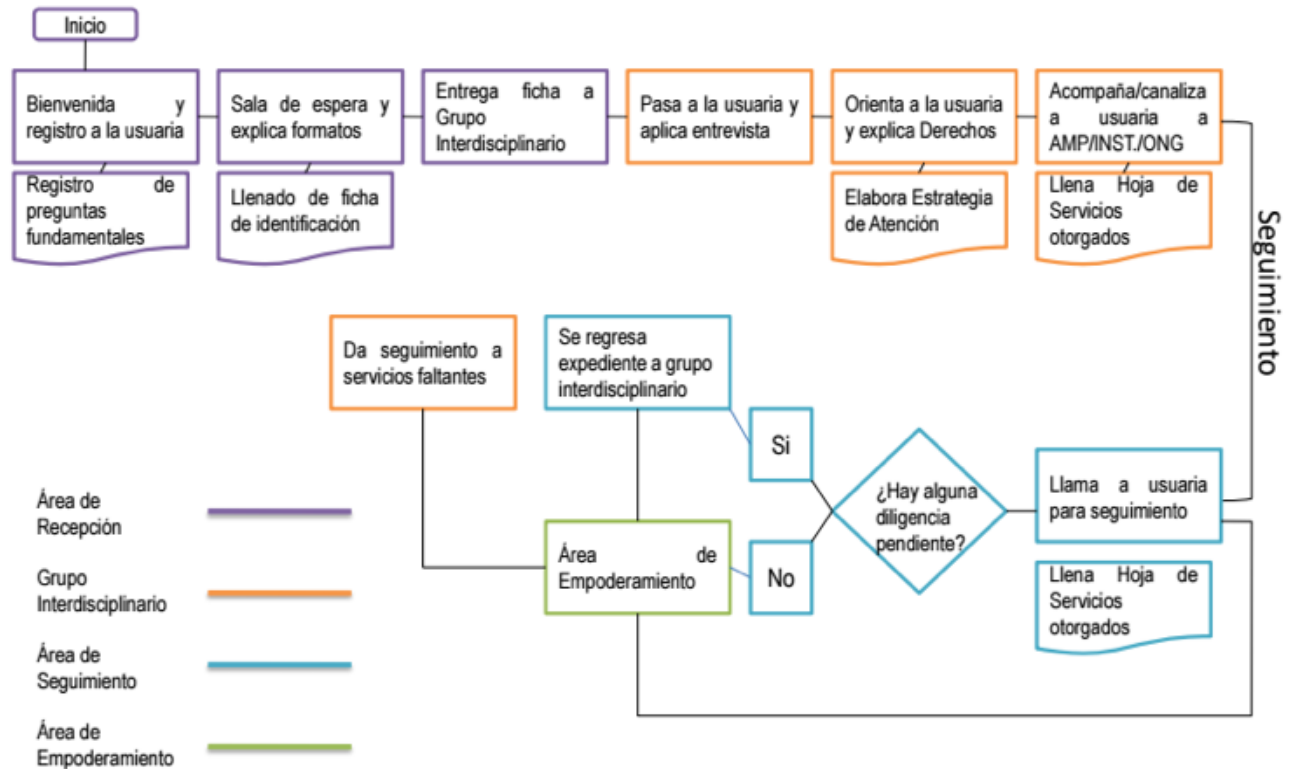 Inicio
Bienvenida y
registro a la usuaria
Sala de espera y
explica formatos
Entrega ficha a
Grupo
Interdisciplinario
Pasa a la usuaria y
aplica entrevista
Orienta a la usuaria
y explica Derechos
Acompaña/canaliza
a usuaria a
AMP/INST./ONG
Registro de
preguntas
fundamentales
Llenado de ficha
de identificación
Elabora Estrategia
de Atención
Llena Hoja de
Servicios
otorgados
Seguimiento
Da seguimiento a
servicios faltantes
Se regresa
expediente a grupo
interdisciplinario
Si
¿Hay alguna
diligencia
pendiente?
Llama a usuaria
para seguimiento
Área de
Empoderamiento
No
Llena Hoja de
Servicios
otorgados
Área de
Recepción
Grupo
Interdisciplinario
Área de
Seguimiento
Área de
Empoderamiento